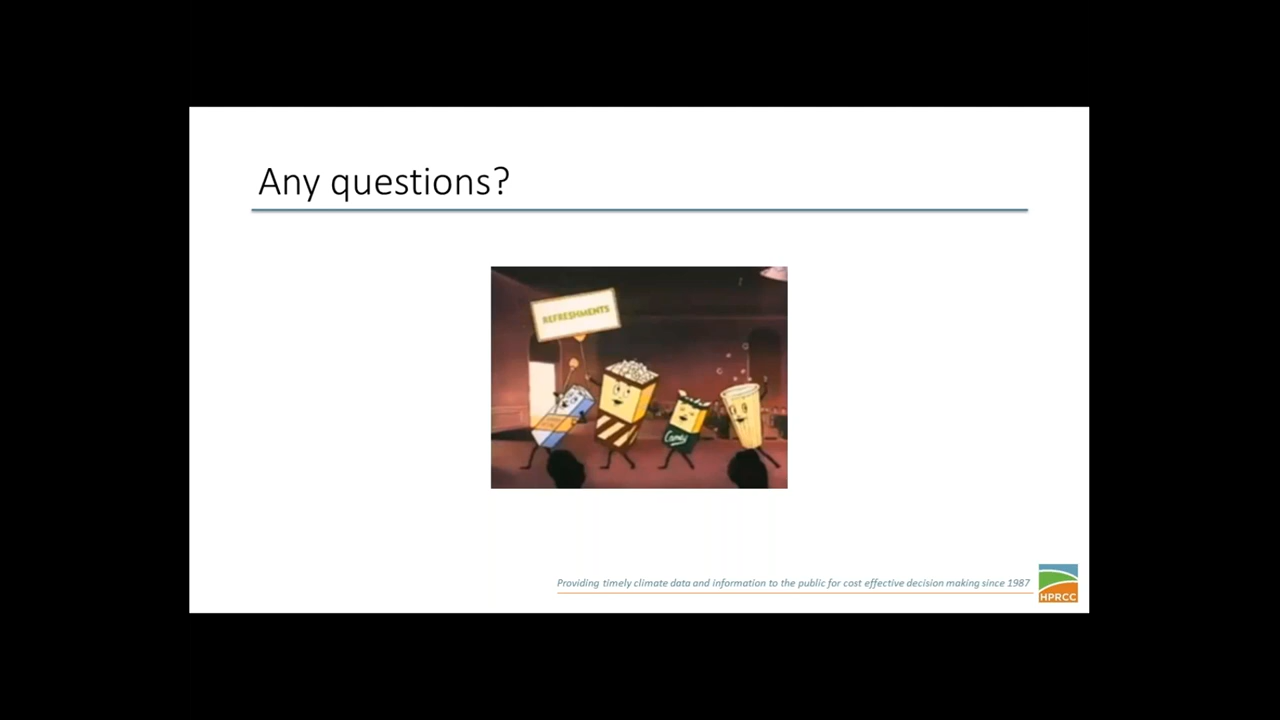 Any questions?
REFRESHMENTS
Candy
Providing timely climate data and information to the public for cost effective decision making since 1987
HPRCC